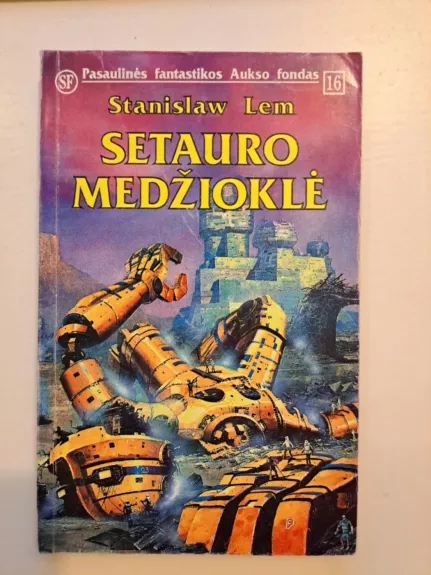 SF Pasaulinės fantastikos Aukso fondas 16
Stanislaw Lem
SETAURO
MEDŽIOKLĖ